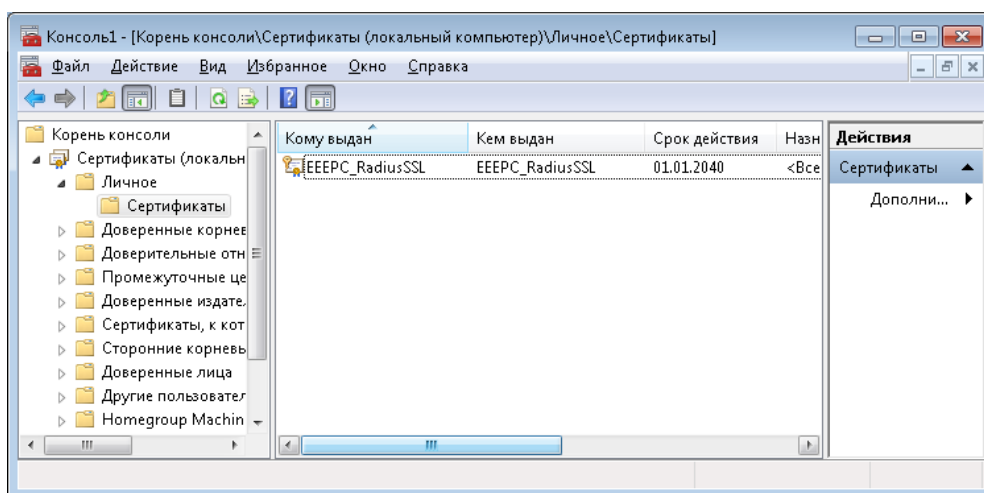 Консоль1 - [Корень консоли\Сертификаты (локальный компьютер)\Личное\Сертификаты]
Файл Действие Вид Избранное Окно Справка
Корень консоли
Сертификаты (локальн
Личное
Сертификаты
Доверенные корнев
Доверительные отн
Промежуточные це
Доверенные издате
Сертификаты, к кот
Сторонние корневь
Доверенные лица
Другие пользовател
Homegroup Machin
Кому выдан Кем выдан Срок действия Назн
EEEPC_RadiusSSL EEEPC_RadiusSSL 01.01.2040 <Все
Действия
Сертификаты
Дополни...